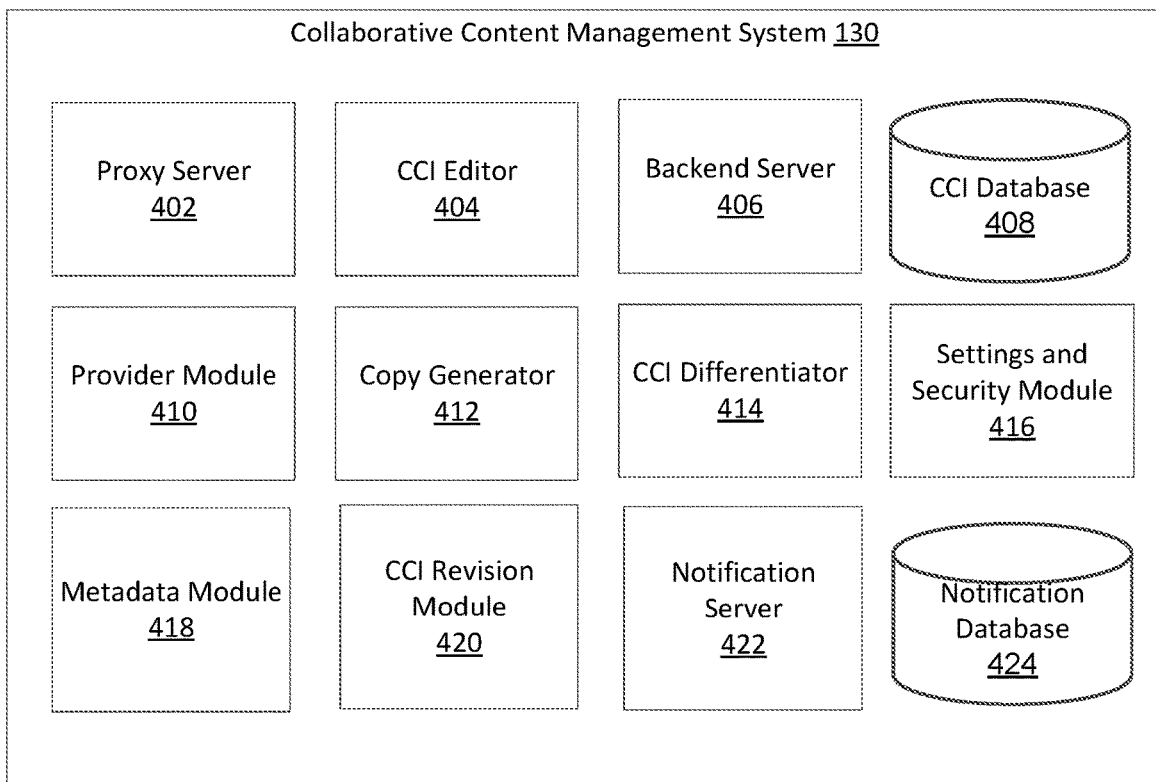 Collaborative Content Management System 130
Proxy Server
402
CCI Editor
404
Backend Server
406
CCI Database
408
Provider Module
410
Copy Generator
412
CCI Differentiator
414
Settings and
Security Module
416
Metadata Module
418
CCI Revision
Module
420
Notification
Server
422
Notification
Database
424